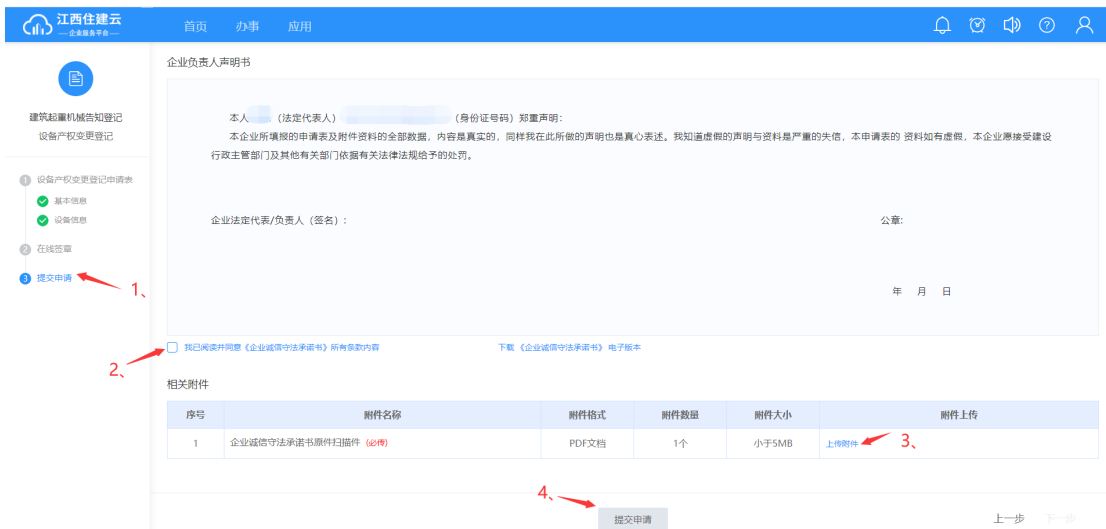 江西住建云
企业服务平台
首页 办事 应用
建筑起重机械告知登记
设备产权变更登记
1 设备产权变更登记申请表
基本信息
设备信息
2 在线签章
3 提交申请
1、
企业负责人声明书
本人 （法定代表人） （身份证号码）郑重声明：
本企业所填报的申请表及附件资料的全部数据，内容是真实的，同样我在此所做的声明也是真心表述。我知道虚假的声明与资料是严重的失信，本申请表的 资料如有虚假，本企业愿接受建设
行政主管部门及其他有关部门依据有关法律法规给予的处罚。
企业法定代表/负责人（签名）： 公章:
年 月 日
2、
我已阅读并同意《企业诚信守法承诺书》所有条款内容 下载 《企业诚信守法承诺书》 电子版本
相关附件
序号 附件名称 附件格式 附件数量 附件大小 附件上传
1 企业诚信守法承诺书原件扫描件（必传） PDF文档 1个 小于5MB 上传附件
3、
4、
提交申请 上一步 下一步